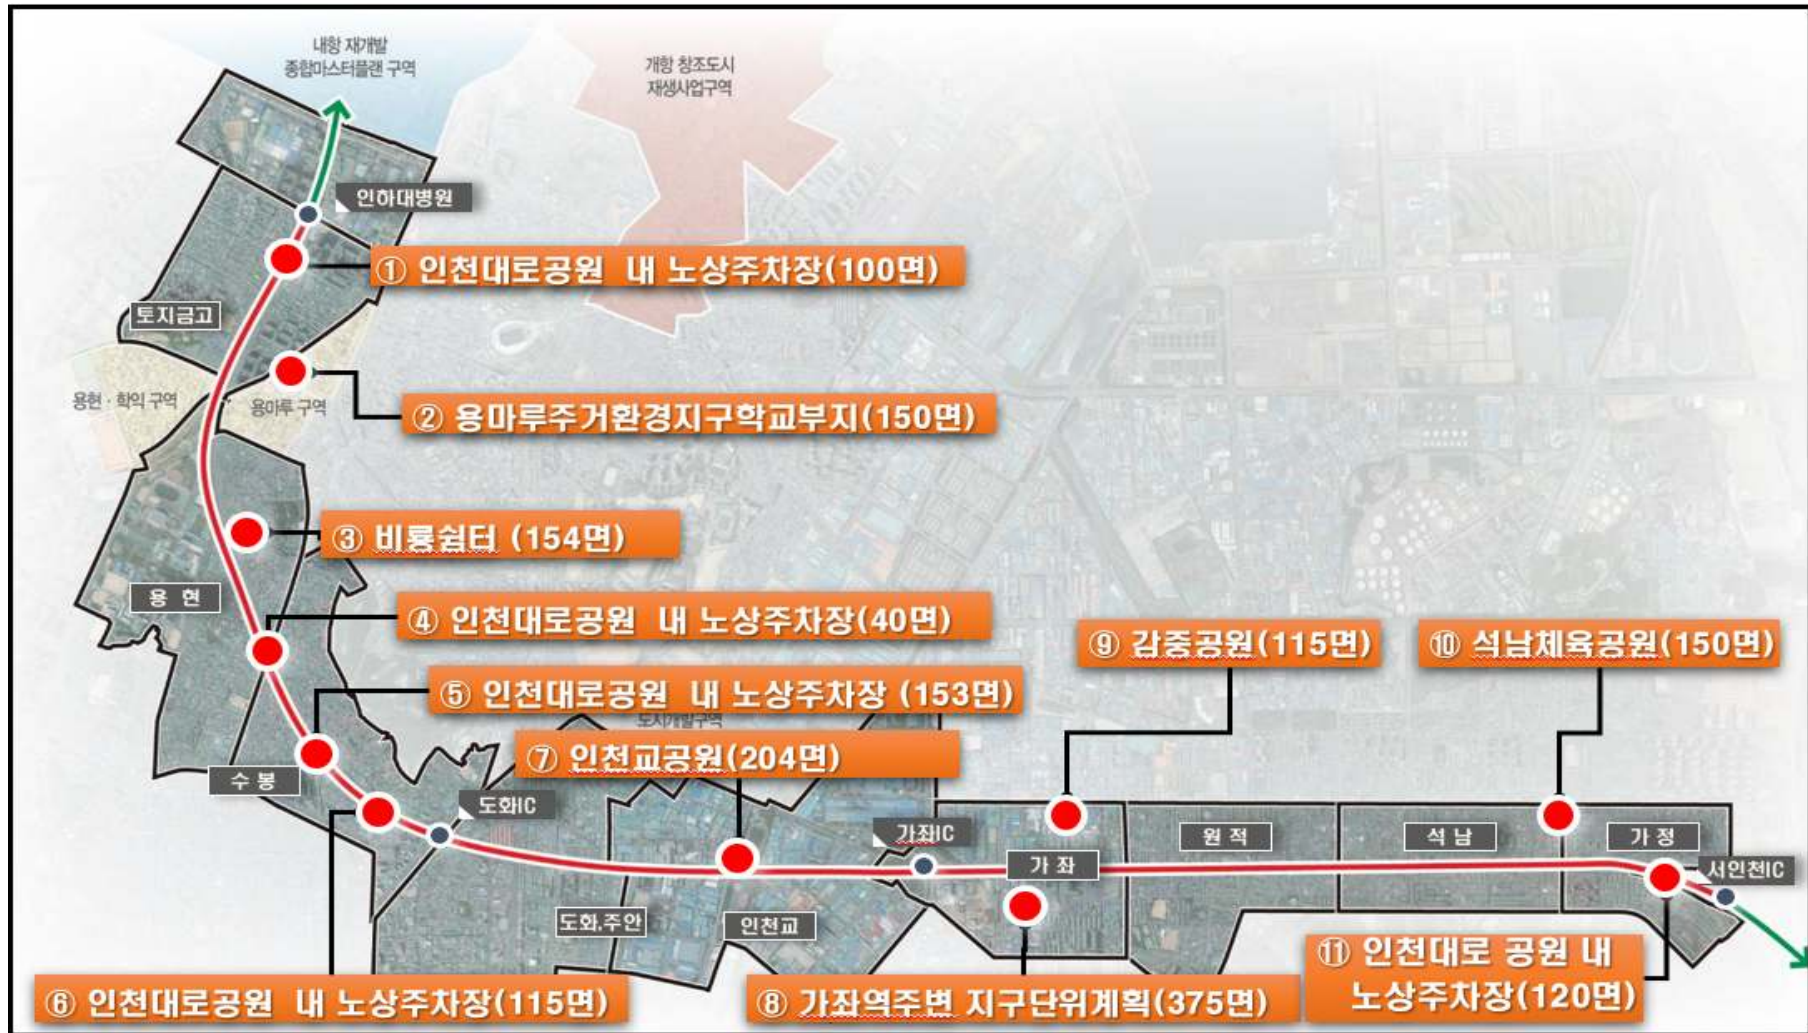 내항 재개발
종합마스터플랜 구역
개항 창조도시
재생사업구역
인하대병원
① 인천대로공원 내 노상주차장(100면)
토지금고
용현·학익 구역
용마루 구역
② 용마루주거환경지구학교부지(150면)
③ 비룡쉼터 (154면)
용 현
④ 인천대로공원 내 노상주차장(40면)
⑨ 감중공원(115면)
⑩ 석남체육공원(150면)
⑤ 인천대로공원 내 노상주차장 (153면)
도시개발구역
⑦ 인천교공원(204면)
수 봉
도화IC
가좌IC
가 좌
원 적
석 남
가 정
서인천IC
도화.주안
인천교
⑥ 인천대로공원 내 노상주차장(115면)
⑧ 가좌역주변 지구단위계획(375면)
⑪ 인천대로 공원 내
노상주차장(120면)